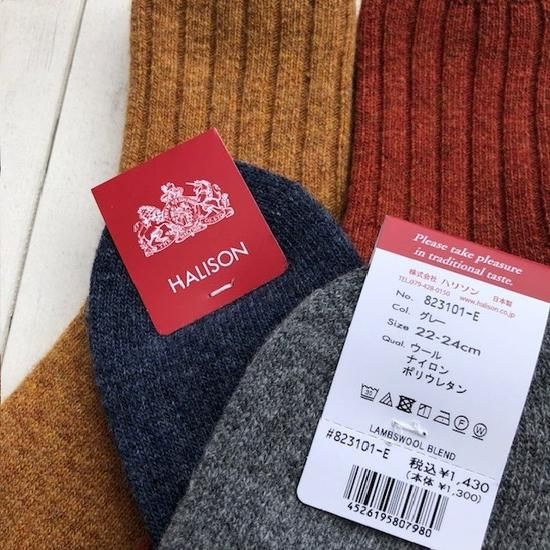 HALISON
Please take pleasure
in traditional taste.
株式会社 ハリソン 日本製
TEL.079-428-0150 www.halison.co.jp
No. 823101-E
Col. グレー
Size 22-24cm
Qual. ウール
ナイロン
ポリウレタン
LAMBSWOOL BLEND
#823101-E
税込¥1,430
(本体 ¥1,300)
4526195807980